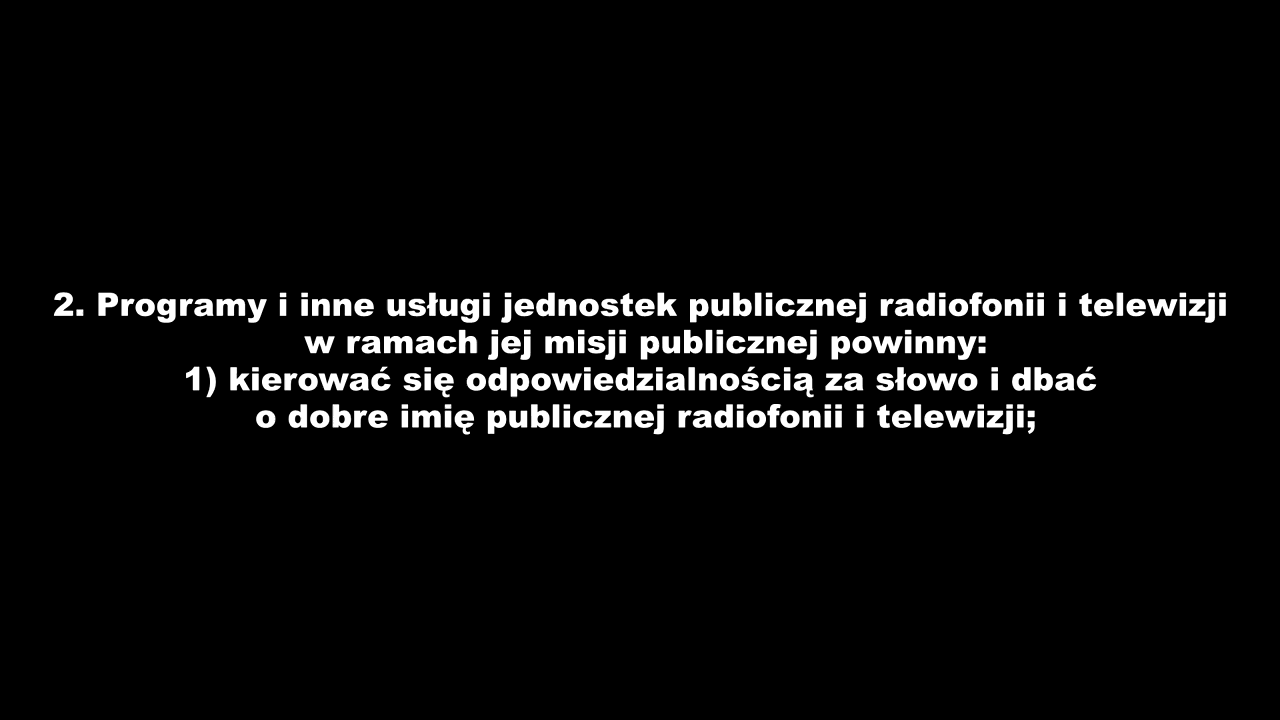 2. Programy i inne usługi jednostek publicznej radiofonii i telewizji
w ramach jej misji publicznej powinny:
1) kierować się odpowiedzialnością za słowo i dbać
o dobre imię publicznej radiofonii i telewizji;